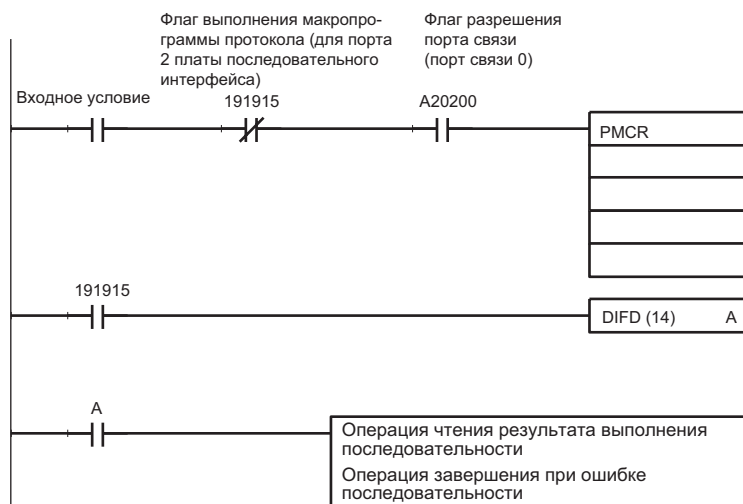 Флаг выполнения макропро-
граммы протокола (для порта
2 платы последовательного
интерфейса)
Флаг разрешения
порта связи
(порт связи 0)
Входное условие
191915
A20200
PMCR
191915
DIFD (14) A
A
Операция чтения результата выполнения
последовательности
Операция завершения при ошибке
последовательности